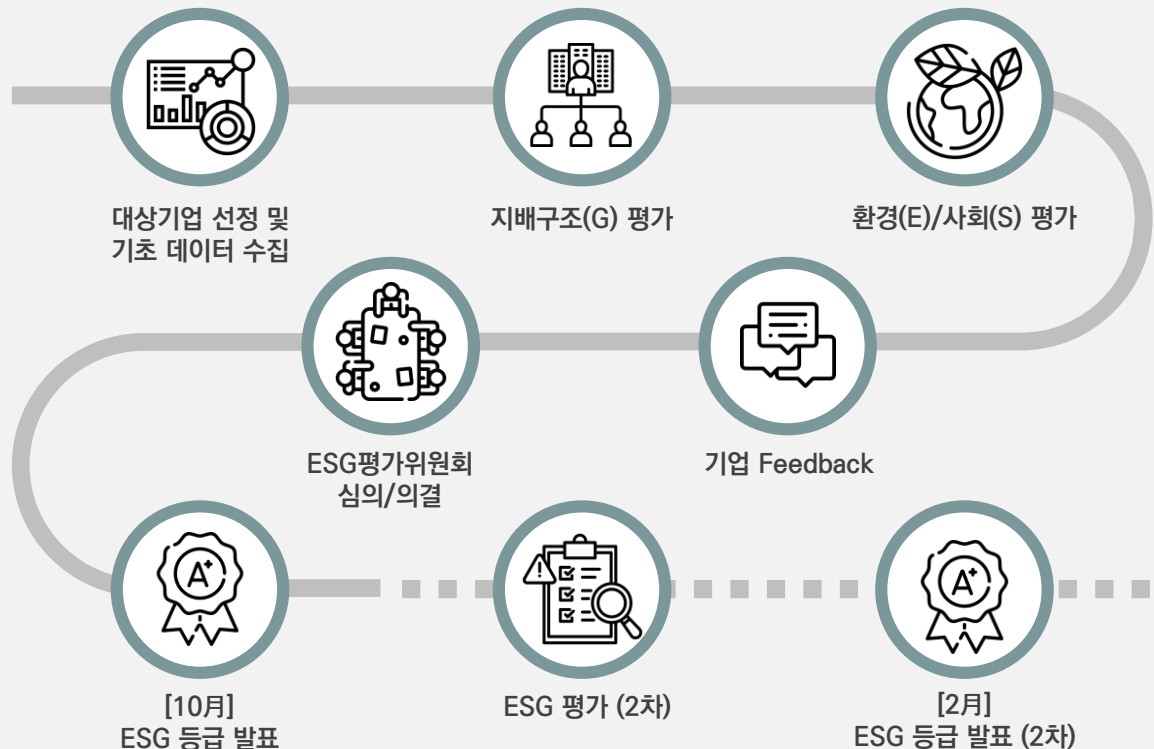 대상기업 선정 및
기초 데이터 수집
지배구조(G) 평가
환경(E)/사회(S) 평가
기업 Feedback
ESG평가위원회
심의/의결
A+
[10月]
ESG 등급 발표
ESG 평가 (2차)
A+
[2月]
ESG 등급 발표 (2차)